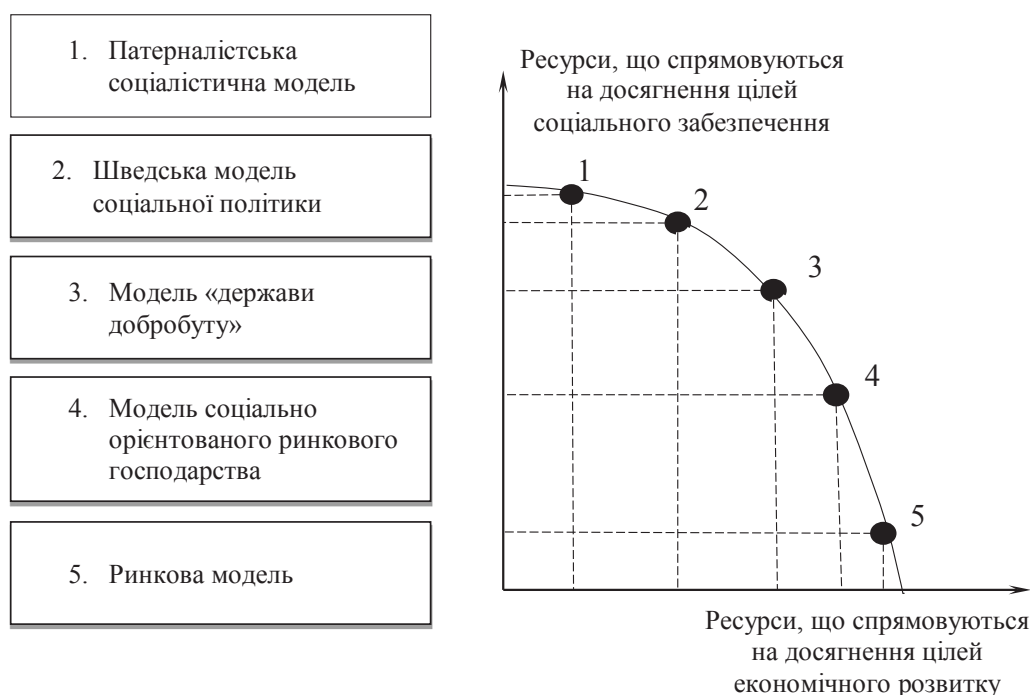 1. Патерналістська
соціалістична модель
2. Шведська модель
соціальної політики
3. Модель «держави
добробуту»
4. Модель соціально
орієнтованого ринкового
господарства
5. Ринкова модель
Ресурси, що спрямовуються
на досягнення цілей
соціального забезпечення
1
2
3
4
5
Ресурси, що спрямовуються
на досягнення цілей
економічного розвитку